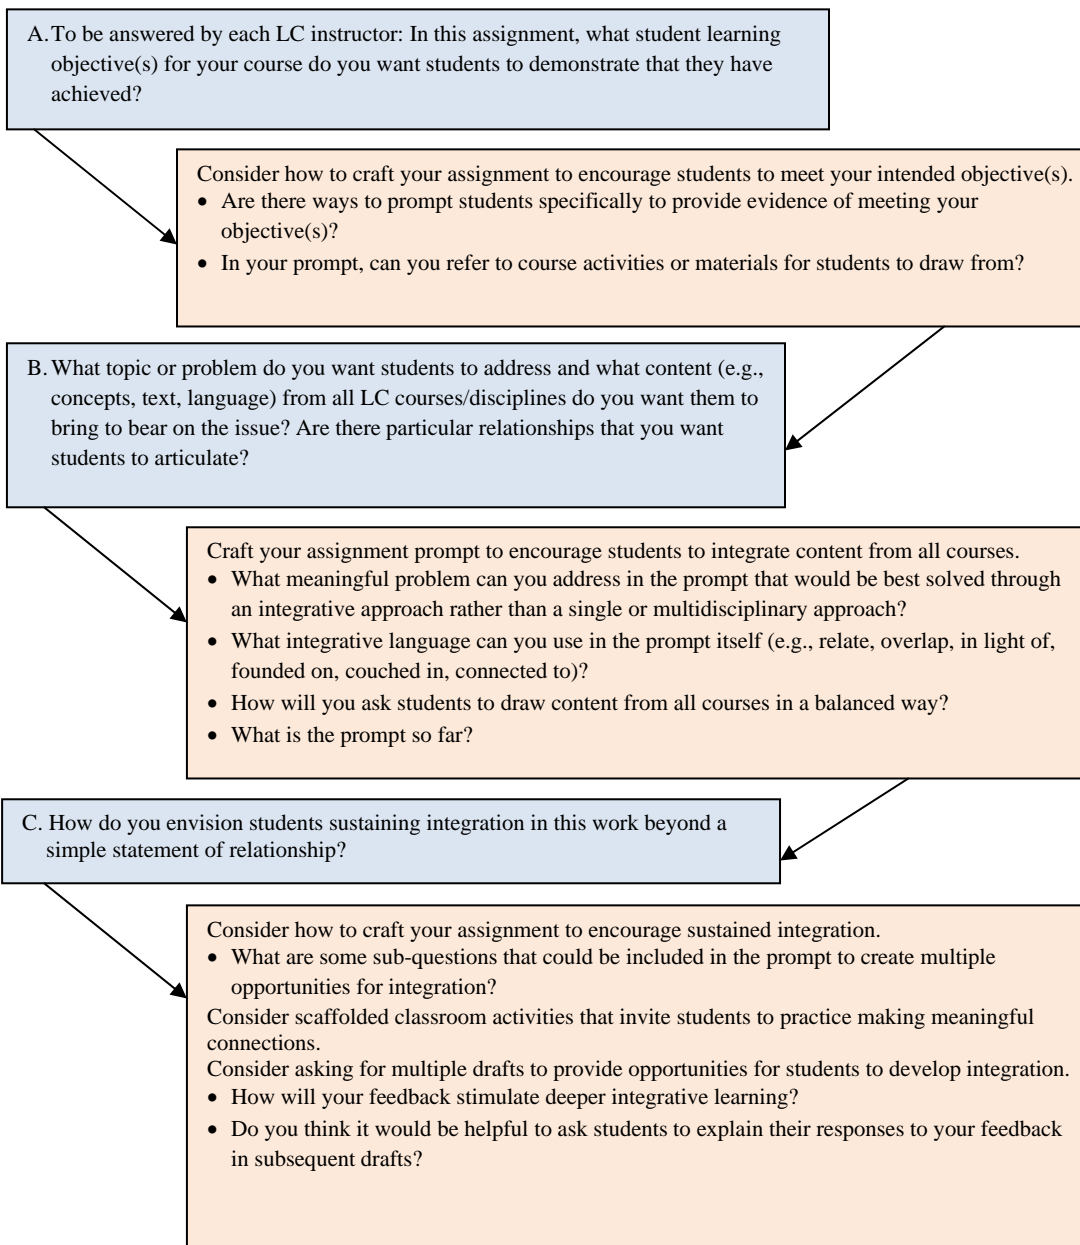 A. To be answered by each LC instructor: In this assignment, what student learning
objective(s) for your course do you want students to demonstrate that they have
achieved?
Consider how to craft your assignment to encourage students to meet your intended objective(s).
• Are there ways to prompt students specifically to provide evidence of meeting your
objective(s)?
• In your prompt, can you refer to course activities or materials for students to draw from?
B. What topic or problem do you want students to address and what content (e.g.,
concepts, text, language) from all LC courses/disciplines do you want them to
bring to bear on the issue? Are there particular relationships that you want
students to articulate?
Craft your assignment prompt to encourage students to integrate content from all courses.
• What meaningful problem can you address in the prompt that would be best solved through
an integrative approach rather than a single or multidisciplinary approach?
• What integrative language can you use in the prompt itself (e.g., relate, overlap, in light of,
founded on, couched in, connected to)?
• How will you ask students to draw content from all courses in a balanced way?
• What is the prompt so far?
C. How do you envision students sustaining integration in this work beyond a
simple statement of relationship?
Consider how to craft your assignment to encourage sustained integration.
• What are some sub-questions that could be included in the prompt to create multiple
opportunities for integration?
Consider scaffolded classroom activities that invite students to practice making meaningful
connections.
Consider asking for multiple drafts to provide opportunities for students to develop integration.
• How will your feedback stimulate deeper integrative learning?
• Do you think it would be helpful to ask students to explain their responses to your feedback
in subsequent drafts?